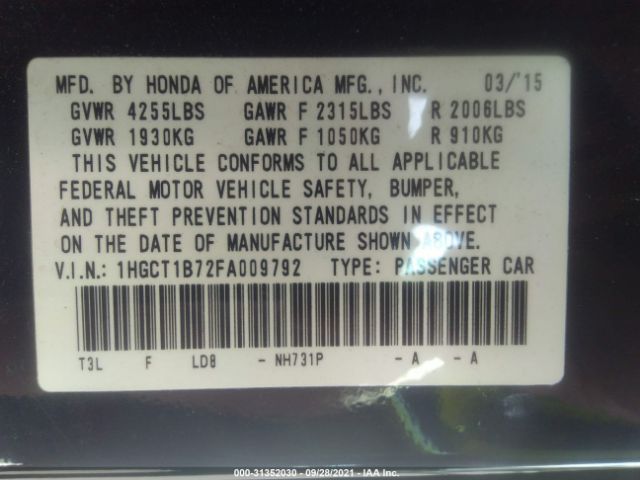 MFD. BY HONDA OF AMERICA MFG., INC. 03/'15
GVWR 4255LBS GAWR F 2315LBS R 2006LBS
GVWR 1930KG GAWR F 1050KG R 910KG
THIS VEHICLE CONFORMS TO ALL APPLICABLE
FEDERAL MOTOR VEHICLE SAFETY, BUMPER,
AND THEFT PREVENTION STANDARDS IN EFFECT
ON THE DATE OF MANUFACTURE SHOWN ABOVE.
V.I.N.: 1HGCT1B72FA009792 TYPE: PASSENGER CAR
T3L F LD8 - NH731P - A - A
000-31352030 - 09/28/2021 - IAA Inc.